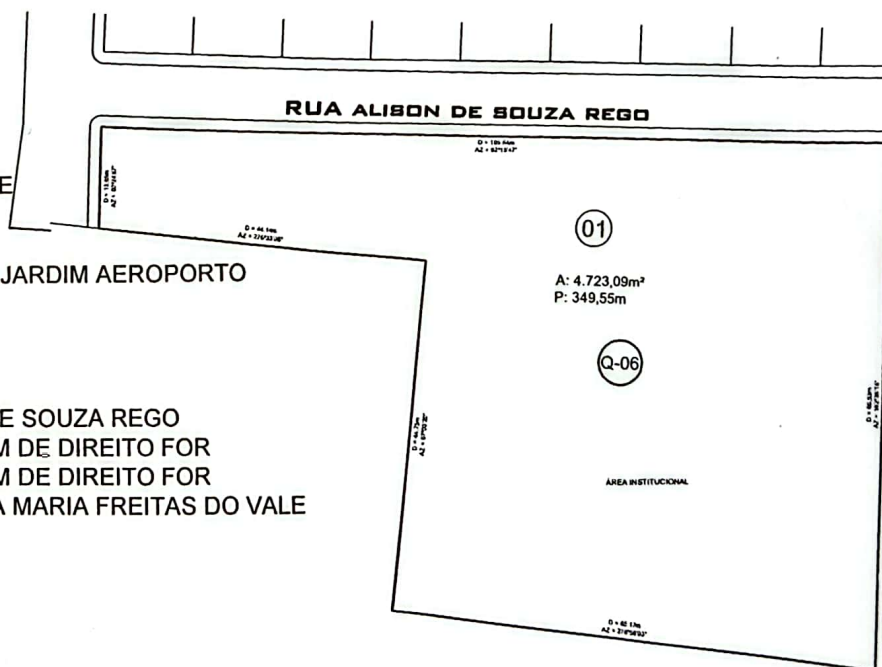 RUA ALISON DE SOUZA REGO
E
JARDIM AEROPORTO
01
A: 4.723,09m²
P: 349,55m
Q-06
E SOUZA REGO
M DE DIREITO FOR
M DE DIREITO FOR
A MARIA FREITAS DO VALE
ÁREA INSTITUCIONAL